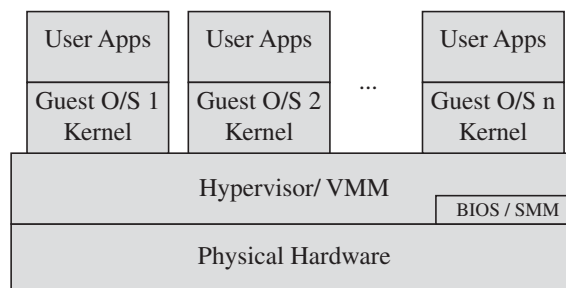 User Apps
User Apps
User Apps
...
Guest O/S 1
Kernel
Guest O/S 2
Kernel
Guest O/S n
Kernel
Hypervisor/ VMM
BIOS / SMM
Physical Hardware